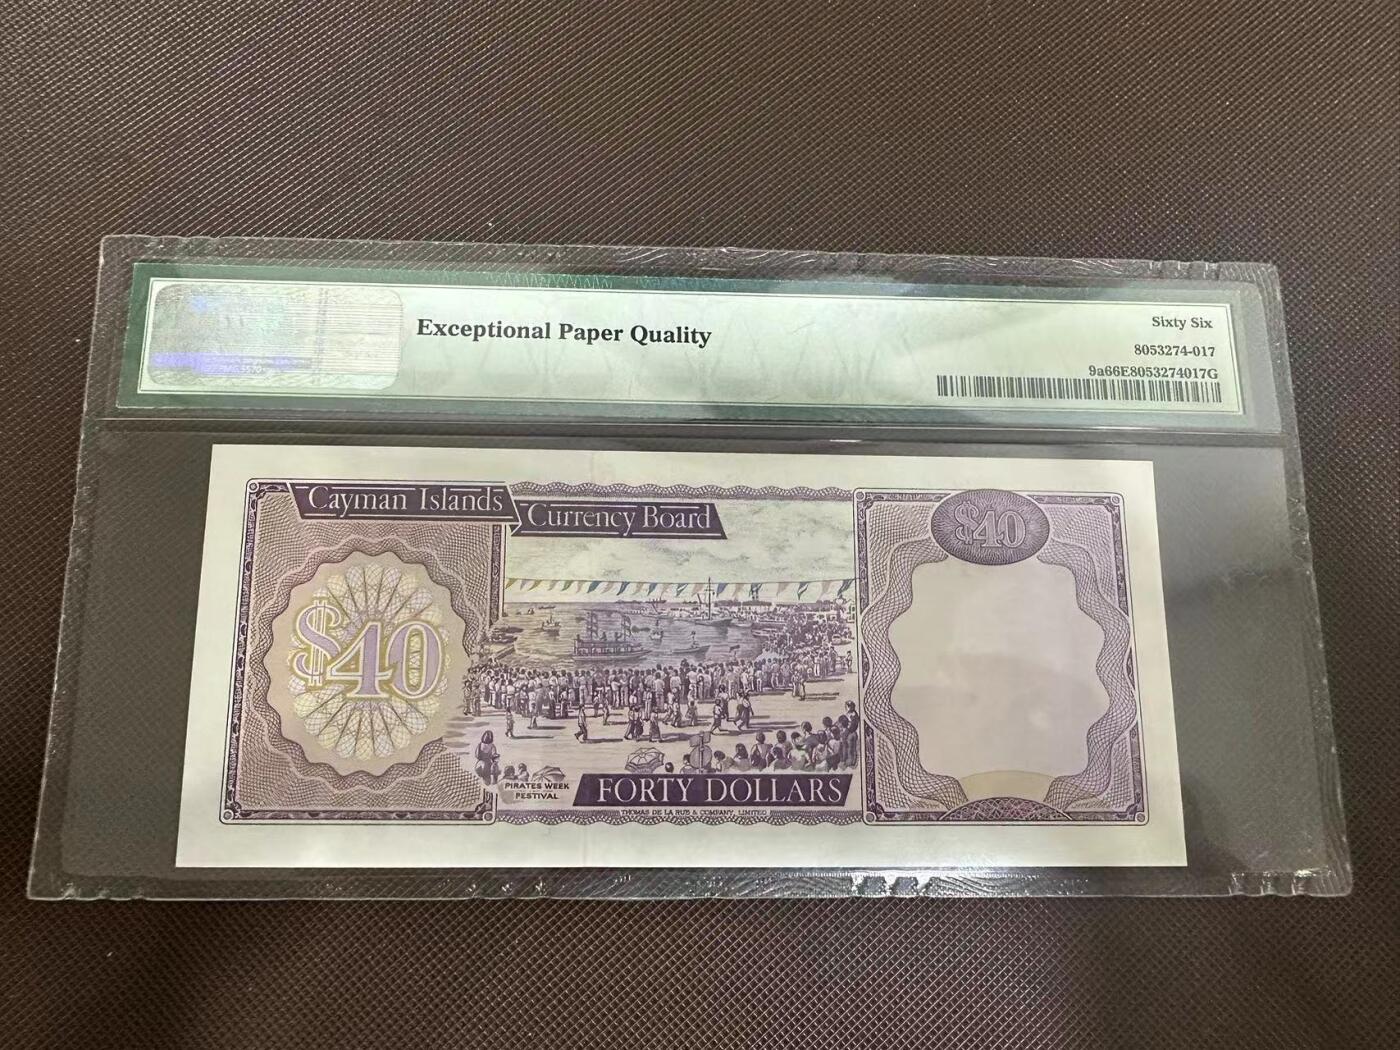 Exceptional Paper Quality
Sixty Six
8053274-017
9a66E8053274017G
Cayman Islands
Currency Board
$40
$40
PIRATES WEEK
FESTIVAL
FORTY DOLLARS
THOMAS DE LA RUE & COMPANY, LIMITED